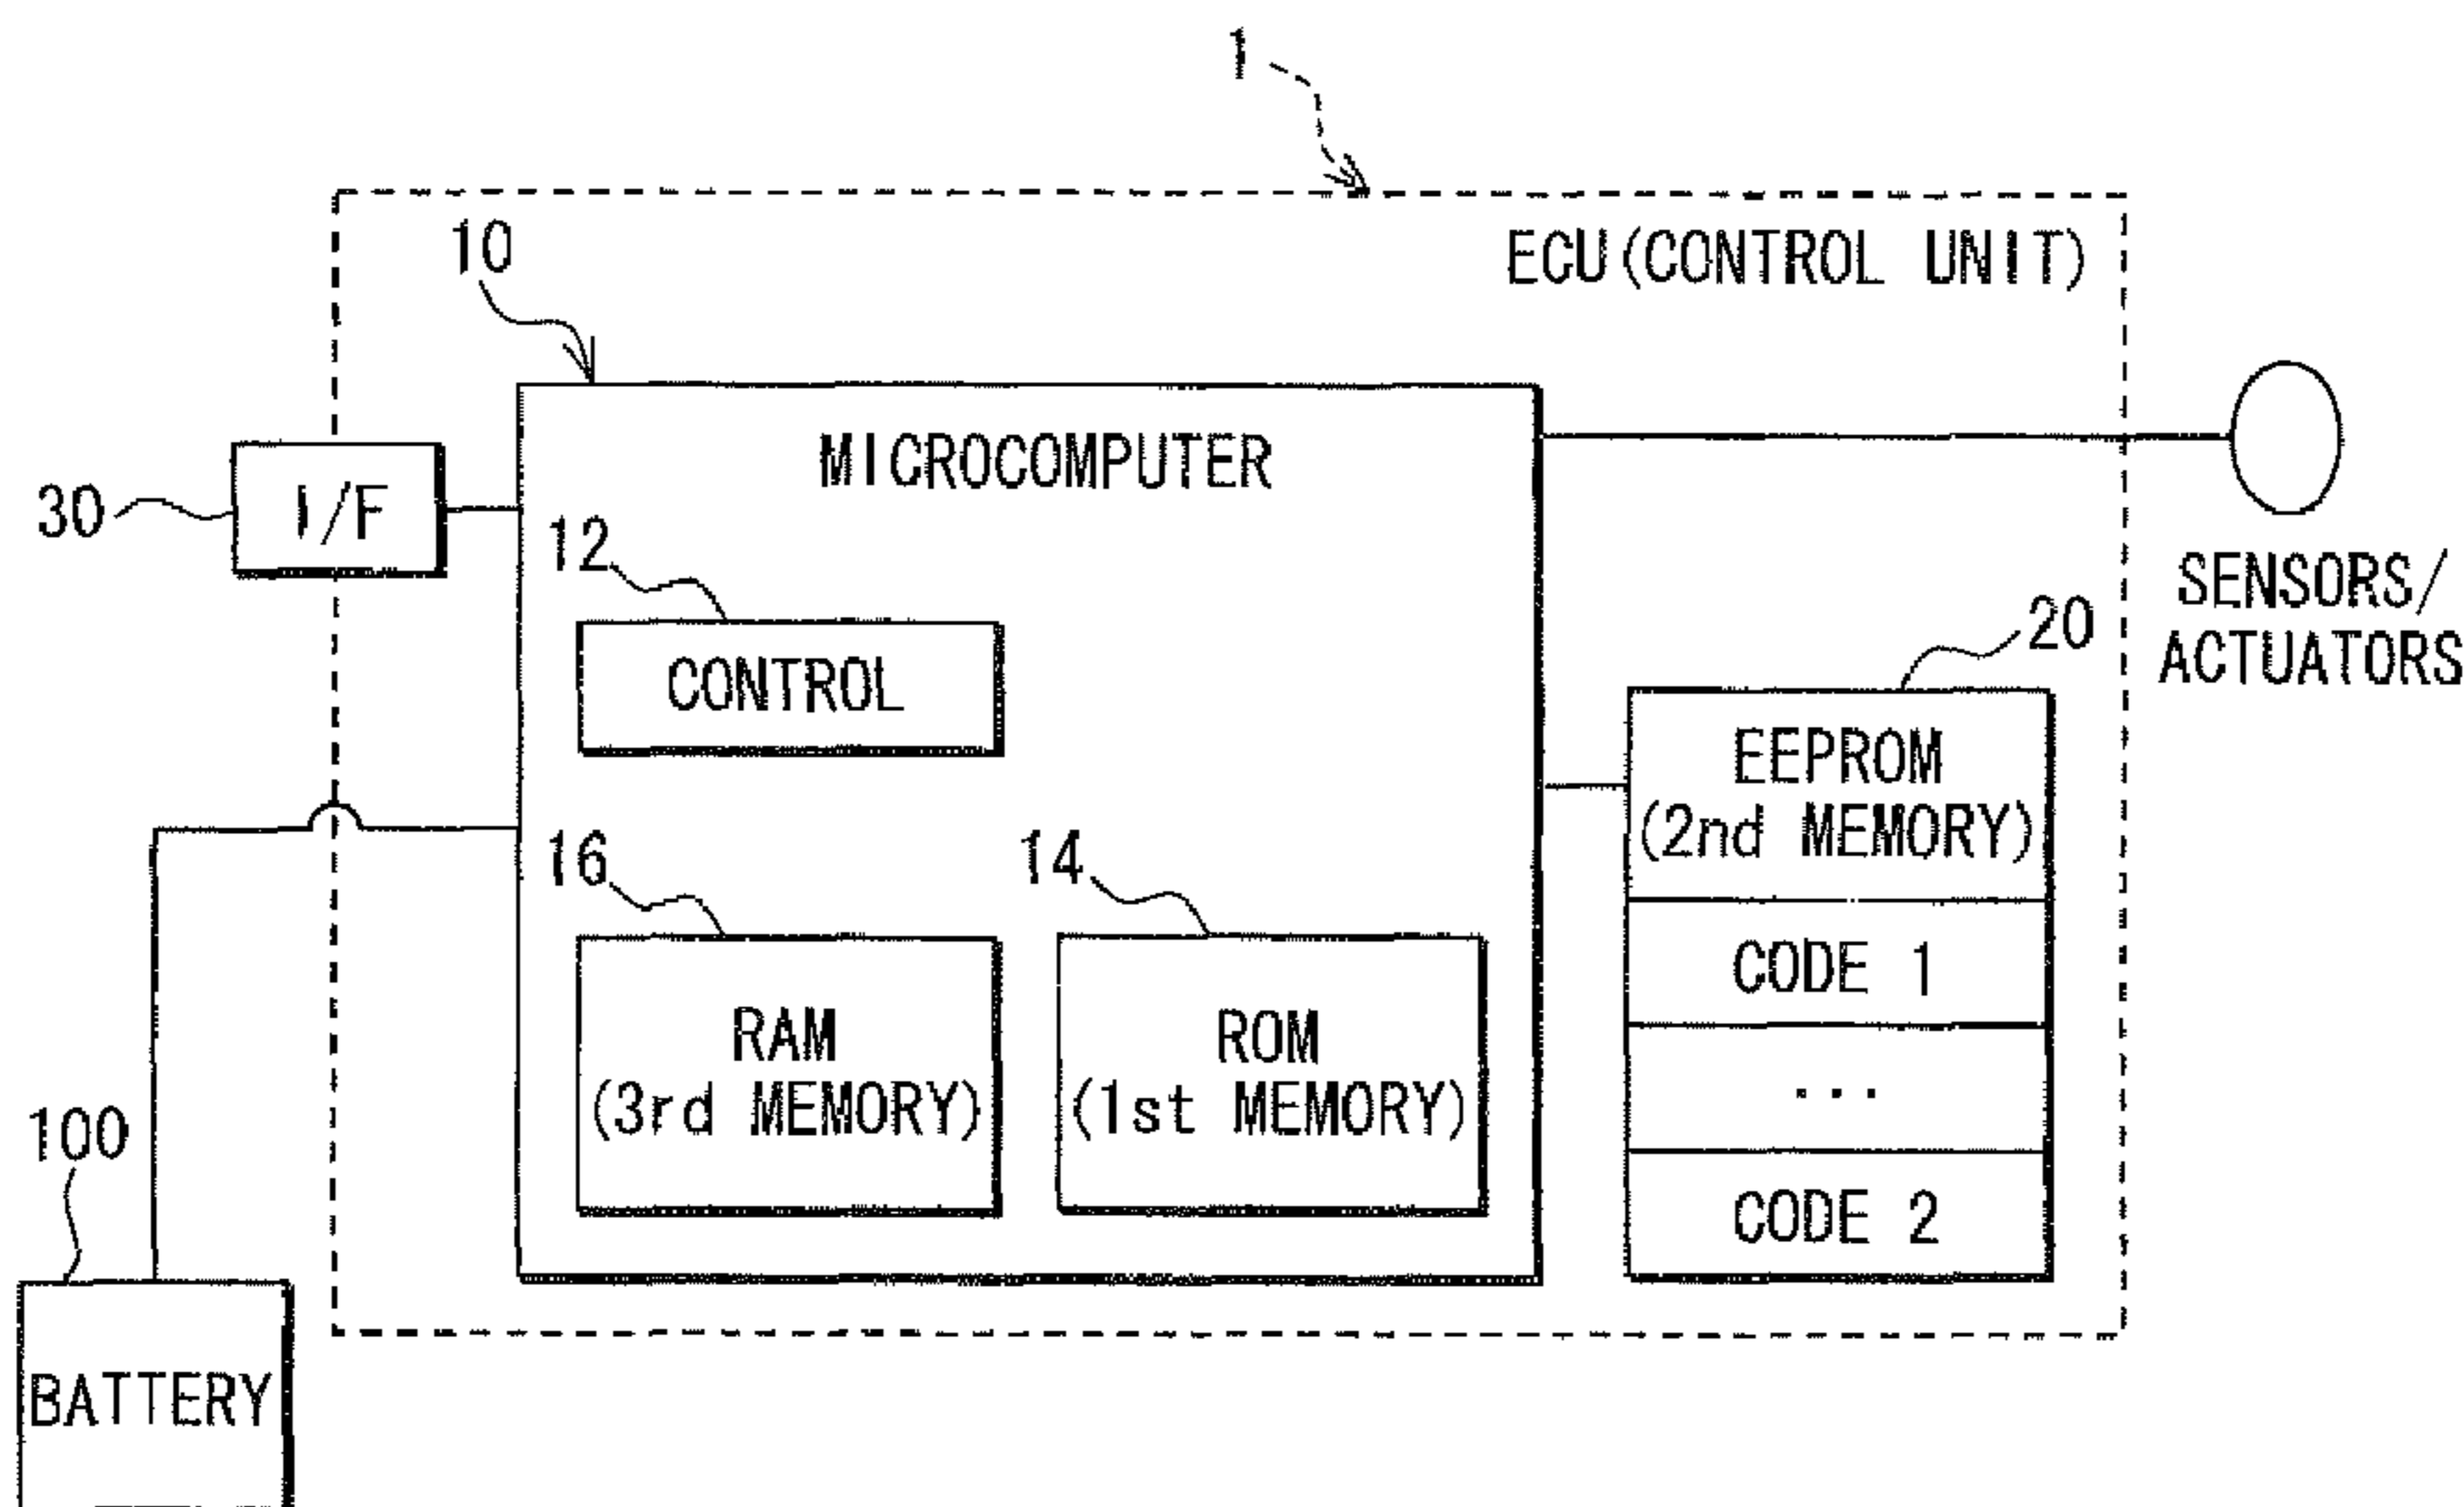 1
ECU(CONTROL UNIT)
10
MICROCOMPUTER
30
I/F
12
CONTROL
SENSORS/
ACTUATORS
20
EEPROM
(2nd MEMORY)
CODE 1
...
CODE 2
16
RAM
(3rd MEMORY)
14
ROM
(1st MEMORY)
100
BATTERY